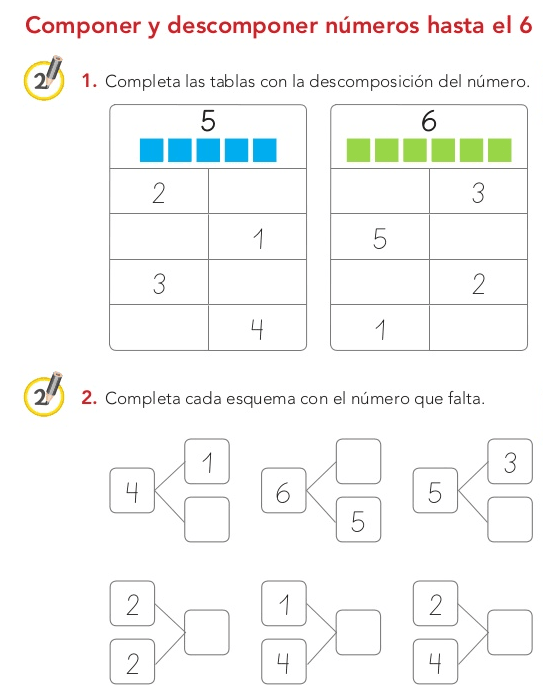 Componer y descomponer números hasta el 6
2 1. Completa las tablas con la descomposición del número.
5 6
2 3
1 5
3 2
4 1
2 2. Completa cada esquema con el número que falta.
1 3
4 6 5
5
2 1 2
2 4 4